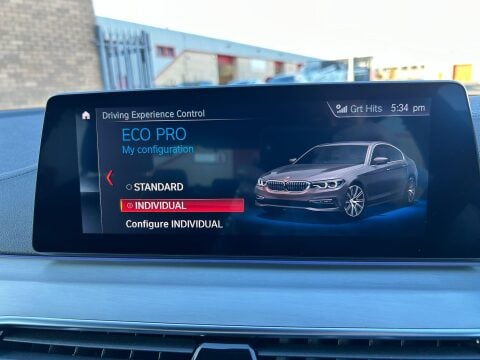 Driving Experience Control
Grt Hits 5:34 pm
ECO PRO
My configuration
STANDARD
INDIVIDUAL
Configure INDIVIDUAL